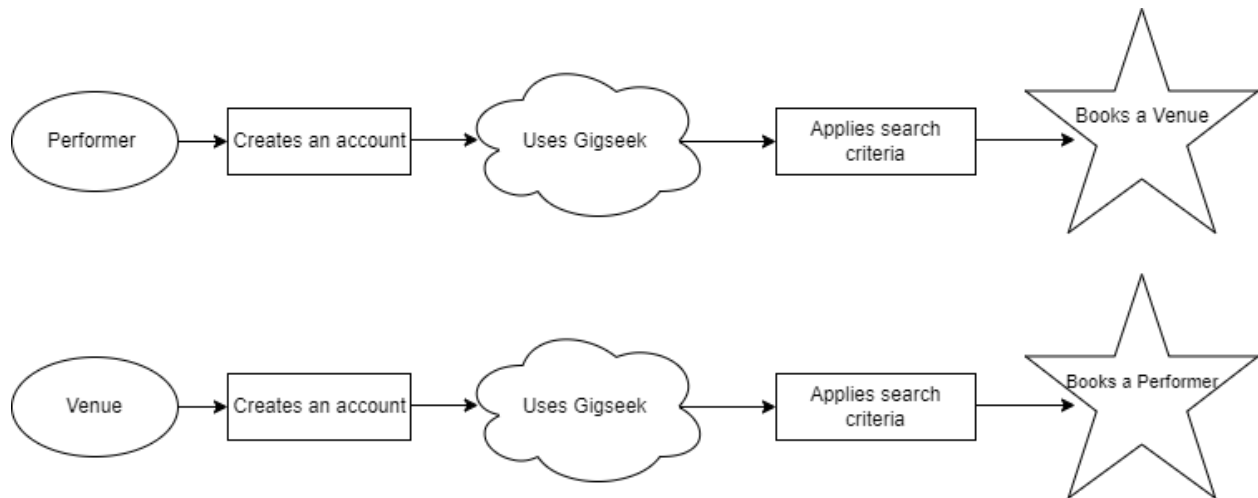 Performer
Creates an account
Uses Gigseek
Applies search
criteria
Books a Venue
Venue
Creates an account
Uses Gigseek
Applies search
criteria
Books a Performer